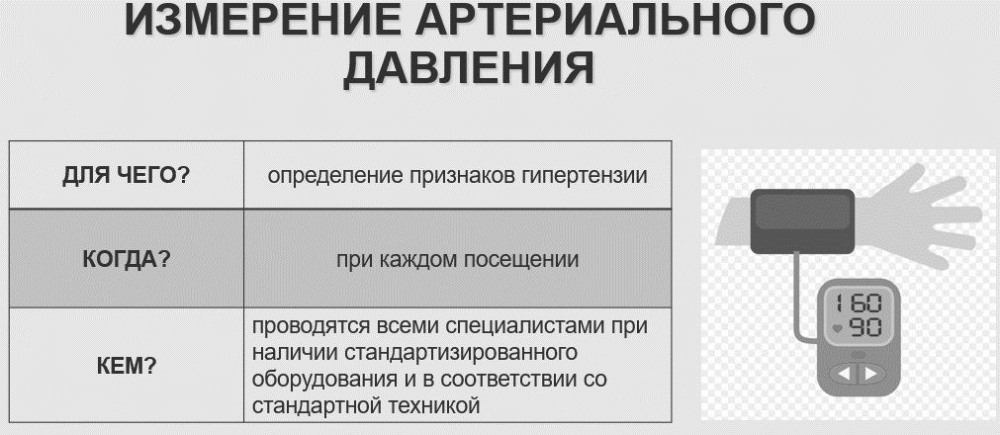 ИЗМЕРЕНИЕ АРТЕРИАЛЬНОГО
ДАВЛЕНИЯ
ДЛЯ ЧЕГО?
определение признаков гипертензии
КОГДА?
при каждом посещении
КЕМ?
проводятся всеми специалистами при
наличии стандартизированного
оборудования и в соответствии со
стандартной техникой
160
90